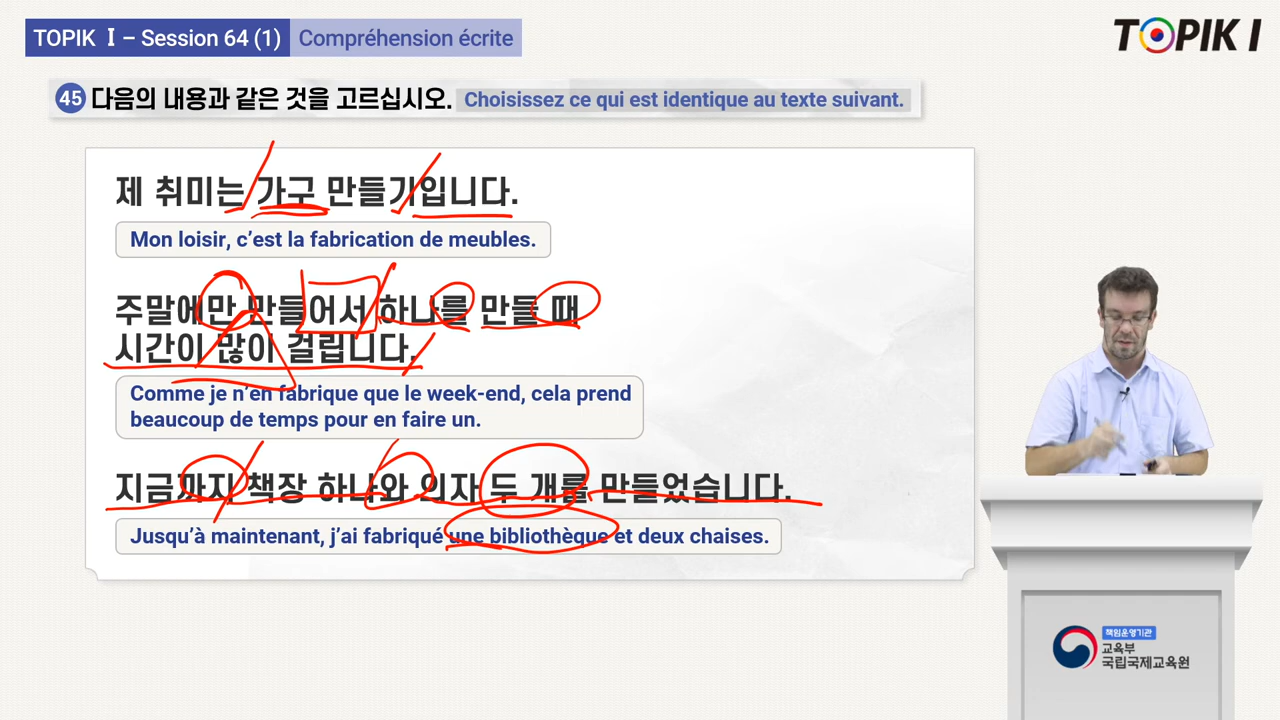 TOPIK Ⅰ – Session 64 (1) Compréhension écrite
TOPIK I
45 다음의 내용과 같은 것을 고르십시오. Choisissez ce qui est identique au texte suivant.
제 취미는 가구 만들기입니다.
Mon loisir, c’est la fabrication de meubles.
주말에만 만들어서 하나를 만들 때
시간이 많이 걸립니다.
Comme je n’en fabrique que le week-end, cela prend
beaucoup de temps pour en faire un.
지금까지 책장 하나와 의자 두 개를 만들었습니다.
Jusqu’à maintenant, j’ai fabriqué une bibliothèque et deux chaises.
책임운영기관
교육부
국립국제교육원